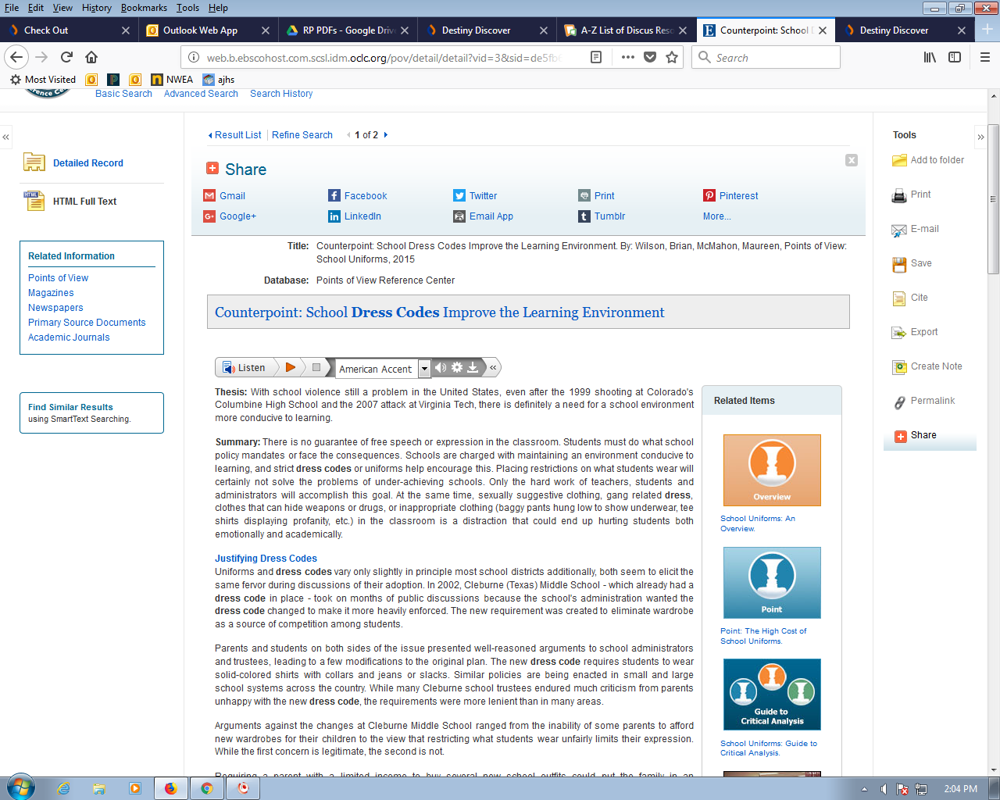 File Edit View History Bookmarks Tools Help
Check Out
Outlook Web App
RP PDFs - Google Drive
Destiny Discover
A-Z List of Discus Reso
Counterpoint: School D
Destiny Discover
web.b.ebscohost.com.scsl.idm.oclc.org/pov/detail/detail?vid=3&sid=de5fb
Search
Most Visited
NWEA
ajhs
Basic Search Advanced Search Search History
Result List Refine Search 1 of 2
Detailed Record
HTML Full Text
Related Information
Points of View
Magazines
Newspapers
Primary Source Documents
Academic Journals
Find Similar Results
using SmartText Searching.
Share
Gmail Facebook Twitter Print Pinterest
Google+ LinkedIn Email App Tumblr More...
Title: Counterpoint: School Dress Codes Improve the Learning Environment. By: Wilson, Brian, McMahon, Maureen, Points of View:
School Uniforms, 2015
Database: Points of View Reference Center
Counterpoint: School Dress Codes Improve the Learning Environment
Listen American Accent
Thesis: With school violence still a problem in the United States, even after the 1999 shooting at Colorado's
Columbine High School and the 2007 attack at Virginia Tech, there is definitely a need for a school environment
more conducive to learning.
Summary: There is no guarantee of free speech or expression in the classroom. Students must do what school
policy mandates or face the consequences. Schools are charged with maintaining an environment conducive to
learning, and strict dress codes or uniforms help encourage this. Placing restrictions on what students wear will
certainly not solve the problems of under-achieving schools. Only the hard work of teachers, students and
administrators will accomplish this goal. At the same time, sexually suggestive clothing, gang related dress,
clothes that can hide weapons or drugs, or inappropriate clothing (baggy pants hung low to show underwear, tee
shirts displaying profanity, etc.) in the classroom is a distraction that could end up hurting students both
emotionally and academically.
Justifying Dress Codes
Uniforms and dress codes vary only slightly in principle most school districts additionally, both seem to elicit the
same fervor during discussions of their adoption. In 2002, Cleburne (Texas) Middle School - which already had a
dress code in place - took on months of public discussions because the school's administration wanted the
dress code changed to make it more heavily enforced. The new requirement was created to eliminate wardrobe
as a source of competition among students.
Parents and students on both sides of the issue presented well-reasoned arguments to school administrators
and trustees, leading to a few modifications to the original plan. The new dress code requires students to wear
solid-colored shirts with collars and jeans or slacks. Similar policies are being enacted in small and large
school systems across the country. While many Cleburne school trustees endured much criticism from parents
unhappy with the new dress code, the requirements were more lenient than in many areas.
Arguments against the changes at Cleburne Middle School ranged from the inability of some parents to afford
new wardrobes for their children to the view that restricting what students wear unfairly limits their expression.
While the first concern is legitimate, the second is not.
Requiring a parent with a limited income to buy several new school outfits could put the family in an
Related Items
Overview
School Uniforms: An
Overview.
Point
Point: The High Cost of
School Uniforms.
Guide to
Critical Analysis
School Uniforms: Guide to
Critical Analysis.
Tools
Add to folder
Print
E-mail
Save
Cite
Export
Create Note
Permalink
Share
2:04 PM